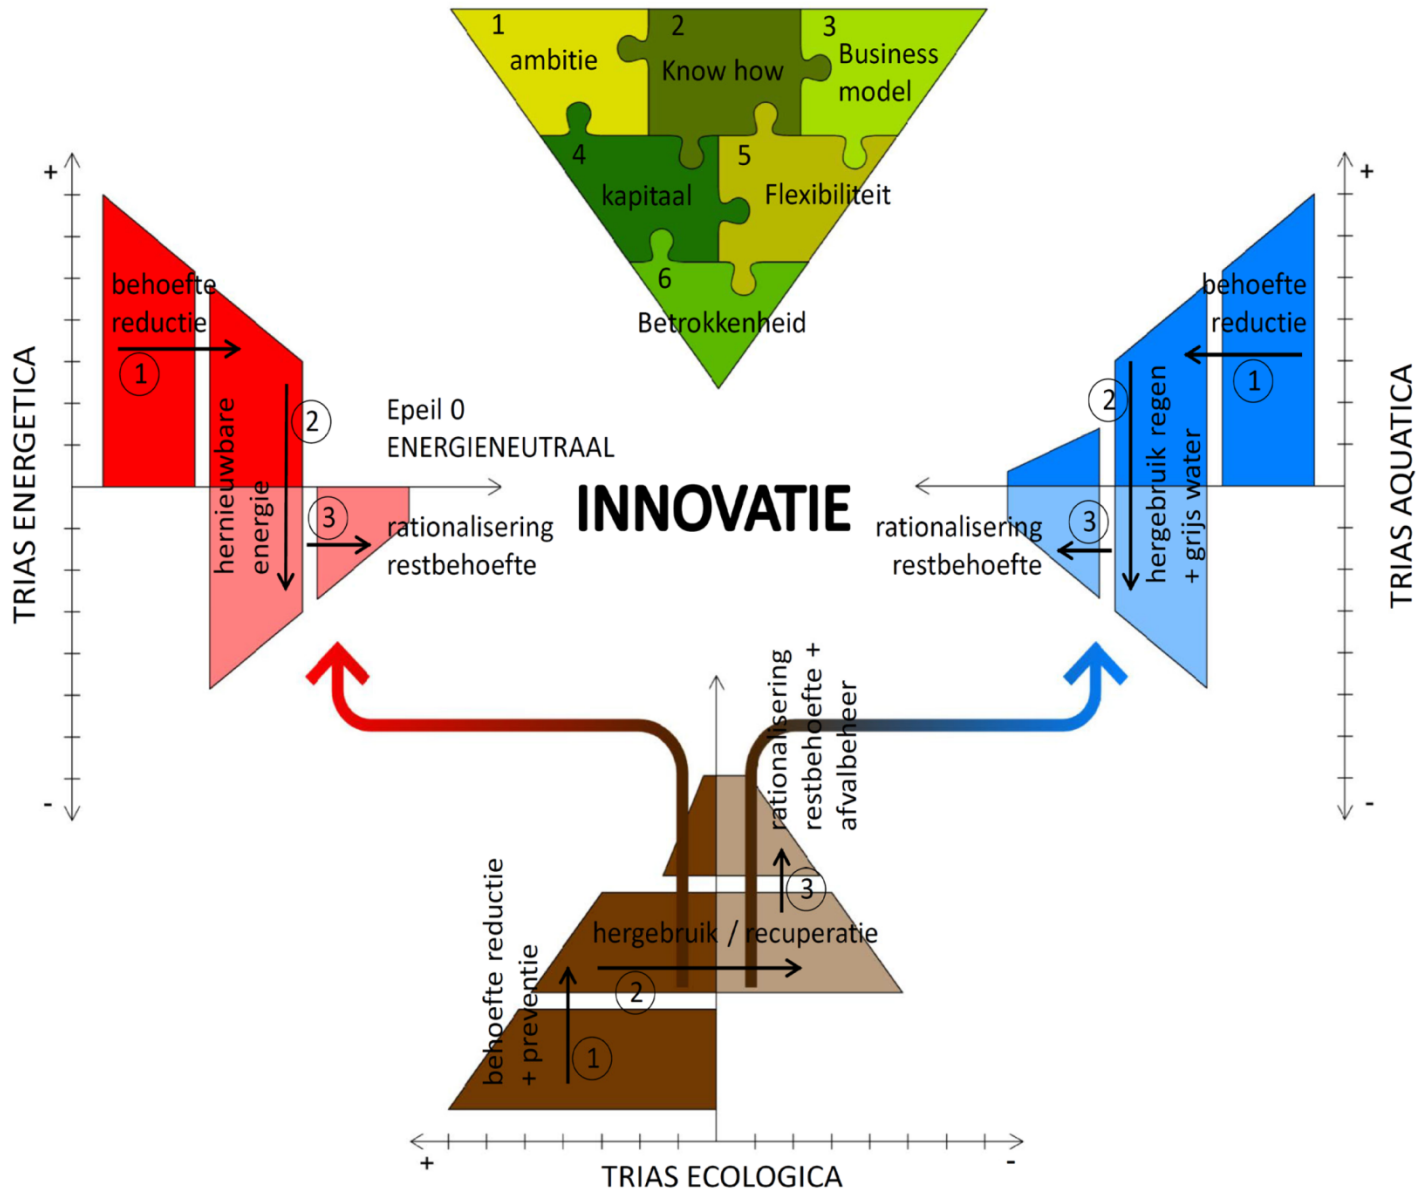 1
ambitie
2
Know how
3
Business
model
4
kapitaal
5
Flexibiliteit
6
Betrokkenheid
TRIAS ENERGETICA
+
-
behoefte
reductie
1
hernieuwbare
energie
2
3
rationalisering
restbehoefte
Epeil 0
ENERGIENEUTRAAL
INNOVATIE
TRIAS AQUATICA
+
-
behoefte
reductie
1
2
hergebruik regen
+ grijs water
3
rationalisering
restbehoefte
rationalisering
restbehoefte +
afvalbeheer
3
hergebruik / recuperatie
2
behoefte reductie
+ preventie
1
+
-
TRIAS ECOLOGICA